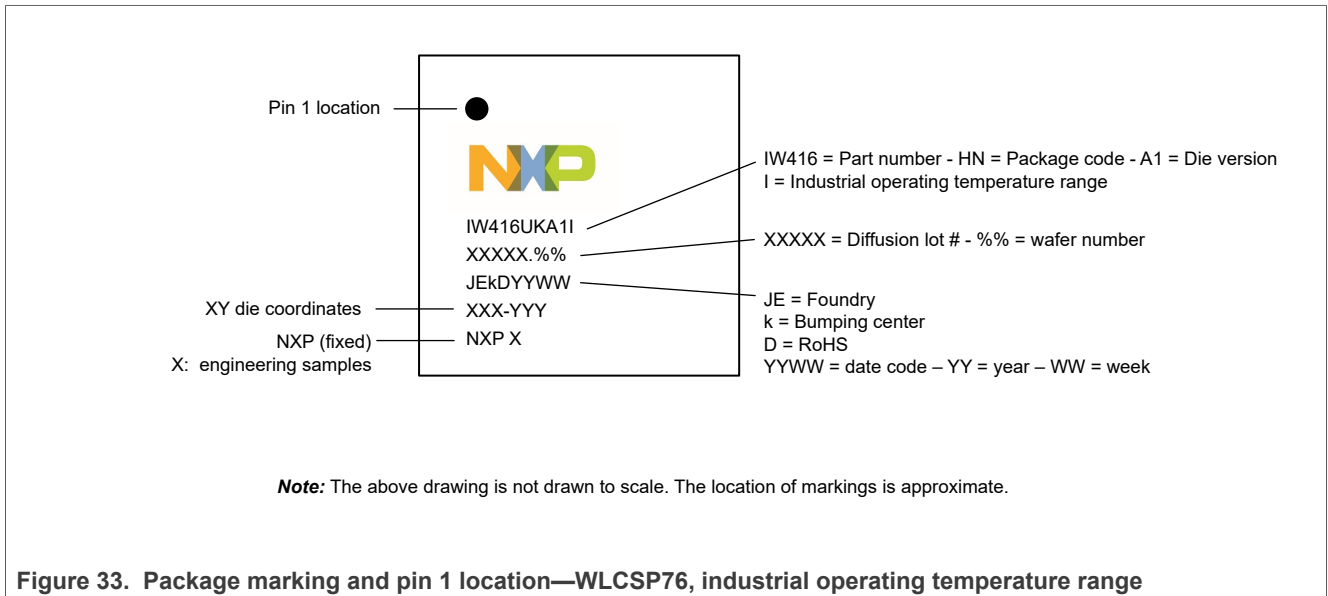 Pin 1 location
NXP
IW416UKA1I
XXXXX.%%
JEkDYYWW
XXX-YYY
NXP X
XY die coordinates
NXP (fixed)
X: engineering samples
IW416 = Part number - HN = Package code - A1 = Die version
I = Industrial operating temperature range
XXXXX = Diffusion lot # - %% = wafer number
JE = Foundry
k = Bumping center
D = RoHS
YYWW = date code – YY = year – WW = week
Note: The above drawing is not drawn to scale. The location of markings is approximate.
Figure 33. Package marking and pin 1 location—WLCSP76, industrial operating temperature range